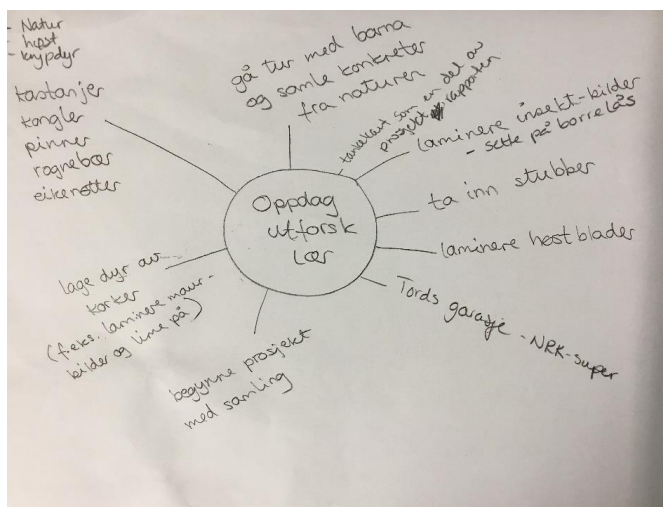 - Natur
- høst
- krypdyr
kastanjer
kongler
pinner
rognebær
eikenøtter
gå tur med barna
og samle konkreter
fra naturen
tankekart som er del av
prosjektrapporten
laminere insekt-bilder
- sette på borrelås
ta inn stubber
laminere høstblader
Tords garasje - NRK-super
begynne prosjekt
med samling
lage dyr av
korker
(f.eks. laminere maur-
bilder og lime på)
Oppdag
utforsk
lær